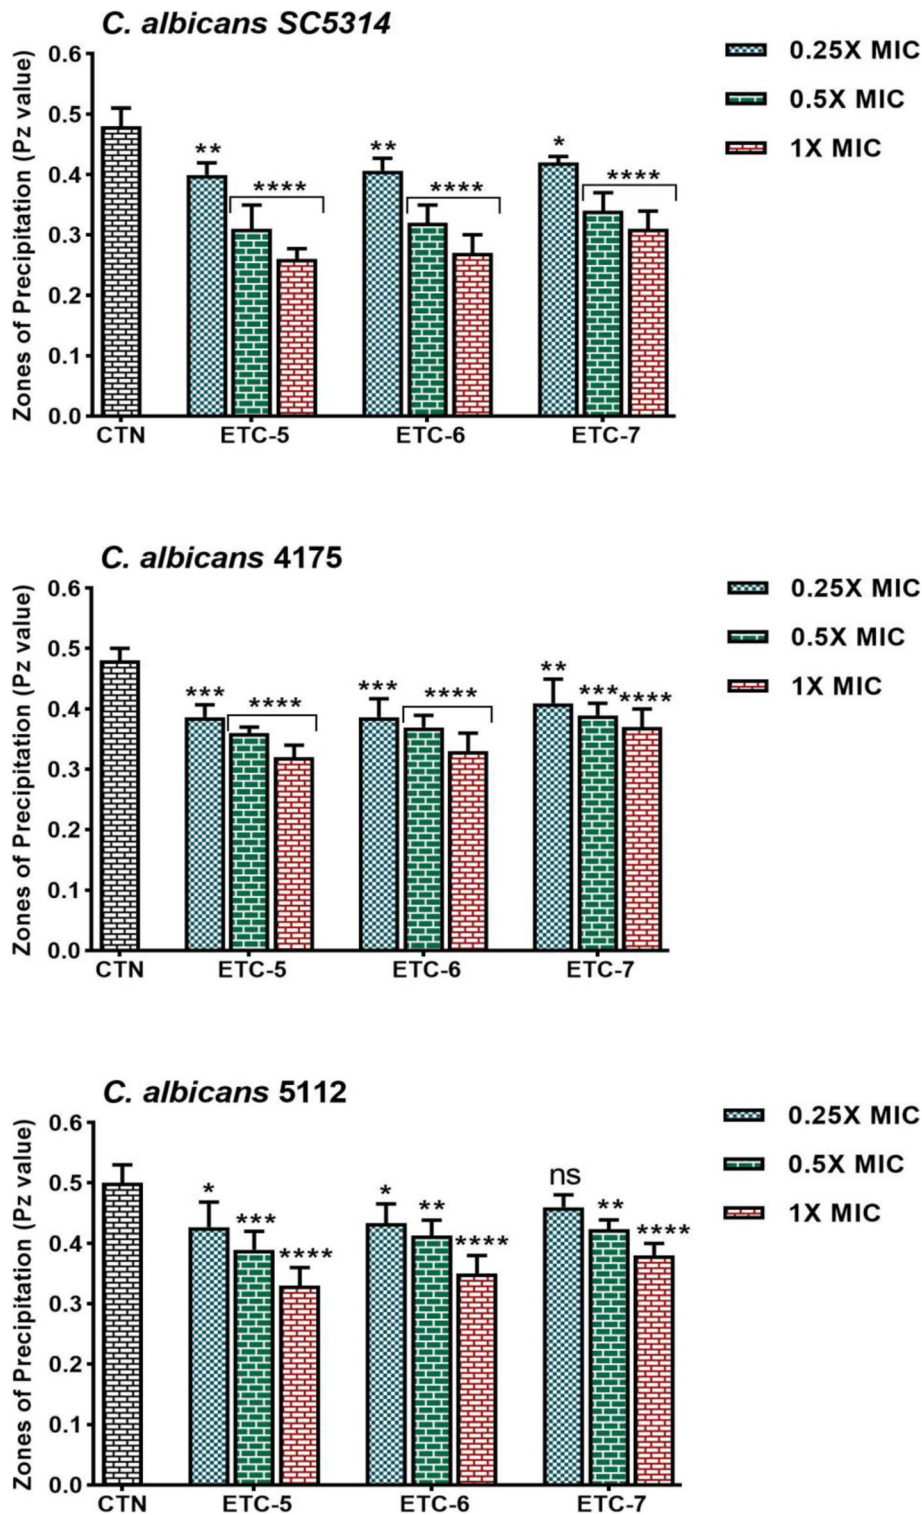 C. albicans SC5314
Zones of Precipitation (Pz value)
0.6
0.5
0.4
0.3
0.2
0.1
0.0
** **** ** **** * ****
CTN ETC-5 ETC-6 ETC-7
0.25X MIC
0.5X MIC
1X MIC
C. albicans 4175
Zones of Precipitation (Pz value)
0.6
0.5
0.4
0.3
0.2
0.1
0.0
*** **** *** **** ** *** ****
CTN ETC-5 ETC-6 ETC-7
0.25X MIC
0.5X MIC
1X MIC
C. albicans 5112
Zones of Precipitation (Pz value)
0.6
0.5
0.4
0.3
0.2
0.1
0.0
* *** **** * ** **** ns ** ****
CTN ETC-5 ETC-6 ETC-7
0.25X MIC
0.5X MIC
1X MIC